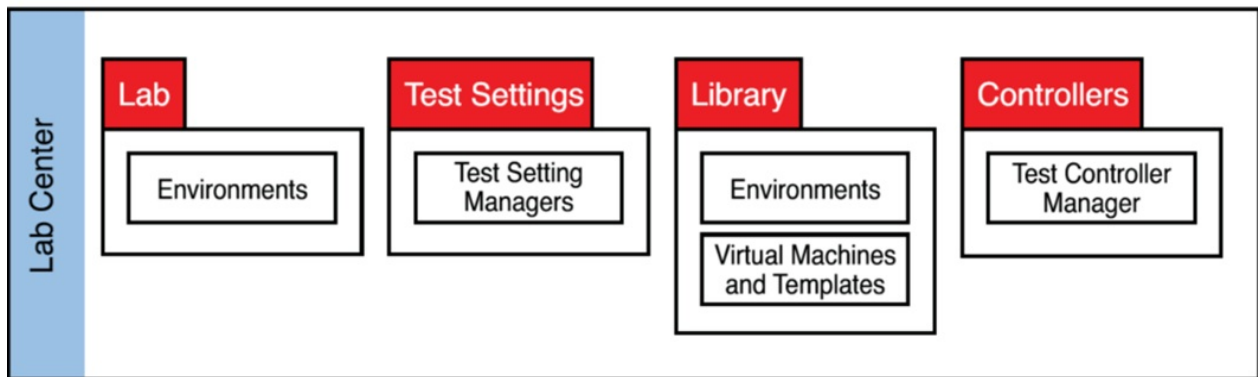 Lab Center
Lab
Environments
Test Settings
Test Setting
Managers
Library
Environments
Virtual Machines
and Templates
Controllers
Test Controller
Manager